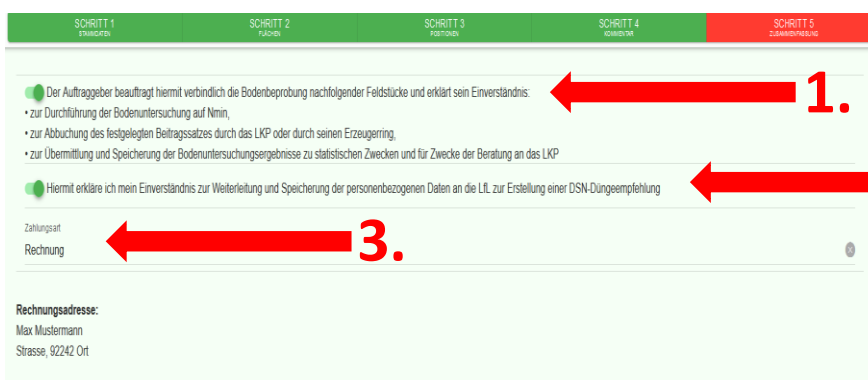 SCHRITT 1
STAMMDATEN
SCHRITT 2
FLÄCHEN
SCHRITT 3
POSITIONEN
SCHRITT 4
KOMMENTAR
SCHRITT 5
ZUSAMMENFASSUNG
Der Auftraggeber beauftragt hiermit verbindlich die Bodenbeprobung nachfolgender Feldstücke und erklärt sein Einverständnis:
1.
• zur Durchführung der Bodenuntersuchung auf Nmin,
• zur Abbuchung des festgelegten Beitragssatzes durch das LKP oder durch seinen Erzeugerring,
• zur Übermittlung und Speicherung der Bodenuntersuchungsergebnisse zu statistischen Zwecken und für Zwecke der Beratung an das LKP
Hiermit erkläre ich mein Einverständnis zur Weiterleitung und Speicherung der personenbezogenen Daten an die LfL zur Erstellung einer DSN-Düngeempfehlung
Zahlungsart
Rechnung
3.
Rechnungsadresse:
Max Mustermann
Strasse, 92242 Ort